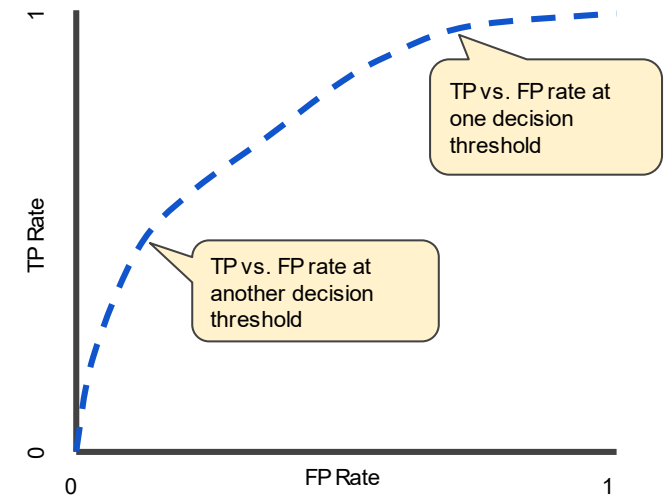 1
TP vs. FP rate at
one decision
threshold
TP Rate
TP vs. FP rate at
another decision
threshold
0
0
FP Rate
1